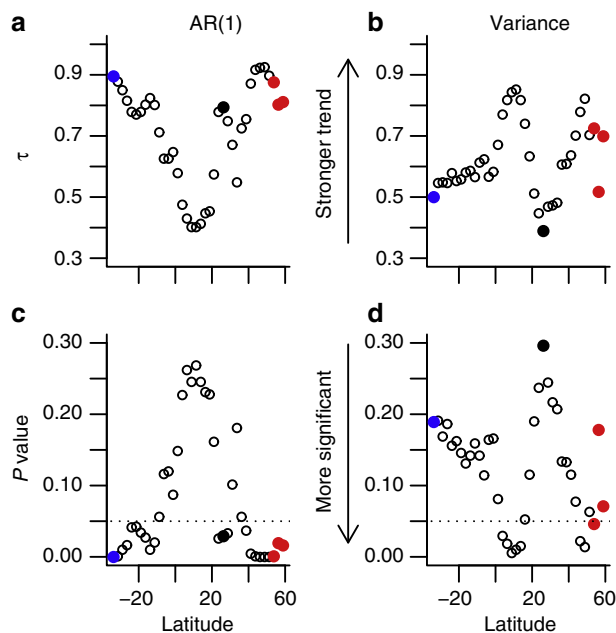 a AR(1)
b Variance
0.9
0.7
0.5
0.3
τ
Stronger trend
c
d
0.30
0.20
0.10
0.00
P value
More significant
0.30
0.20
0.10
0.00
−20 20 60
Latitude
−20 20 60
Latitude
0.9
0.7
0.5
0.3